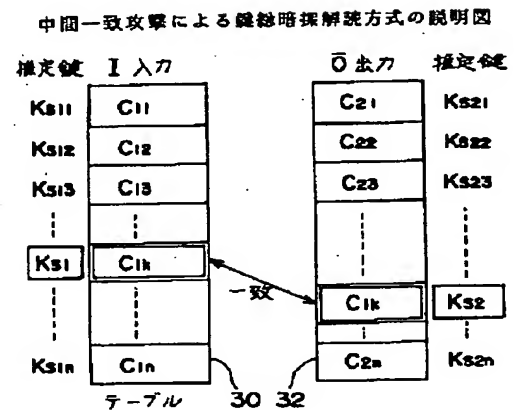 中間一致攻撃による鍵総暗探解読方式の説明図
推定鍵 I 入力 Ō 出力 推定鍵
Ks11 C11 C21 Ks21
Ks12 C12 C22 Ks22
Ks13 C13 C23 Ks23
Ks1 C1k
一致
C1k Ks2
Ks1n C1n C2n Ks2n
テーブル 30 32